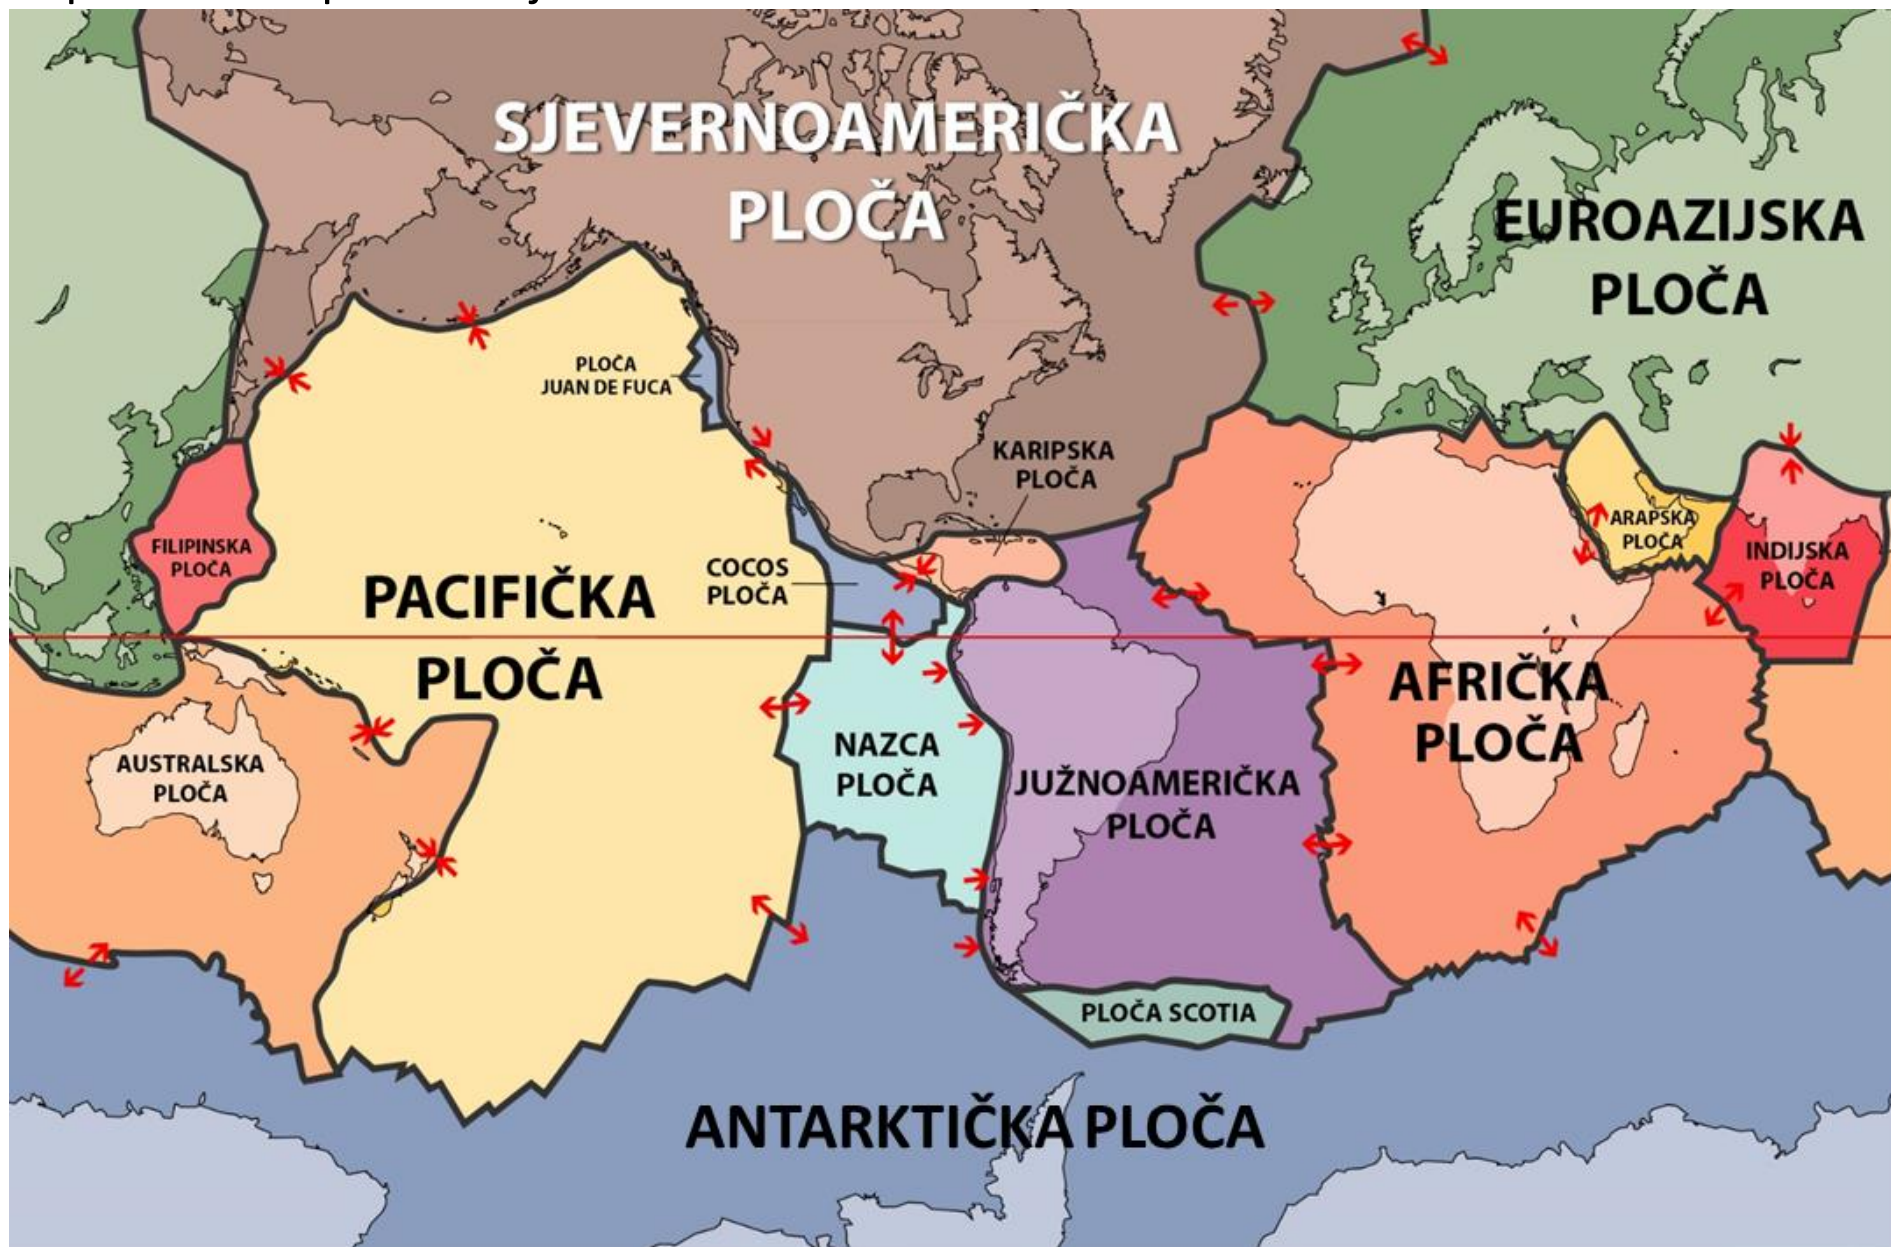 SJEVERNOAMERIČKA
PLOČA
EUROAZIJSKA
PLOČA
PLOČA
JUAN DE FUCA
KARIPSKA
PLOČA
FILIPINSKA
PLOČA
ARAPSKA
PLOČA
INDIJSKA
PLOČA
COCOS
PLOČA
PACIFIČKA
PLOČA
AFRIČKA
PLOČA
AUSTRALSKA
PLOČA
NAZCA
PLOČA
JUŽNOAMERIČKA
PLOČA
PLOČA SCOTIA
ANTARKTIČKA PLOČA